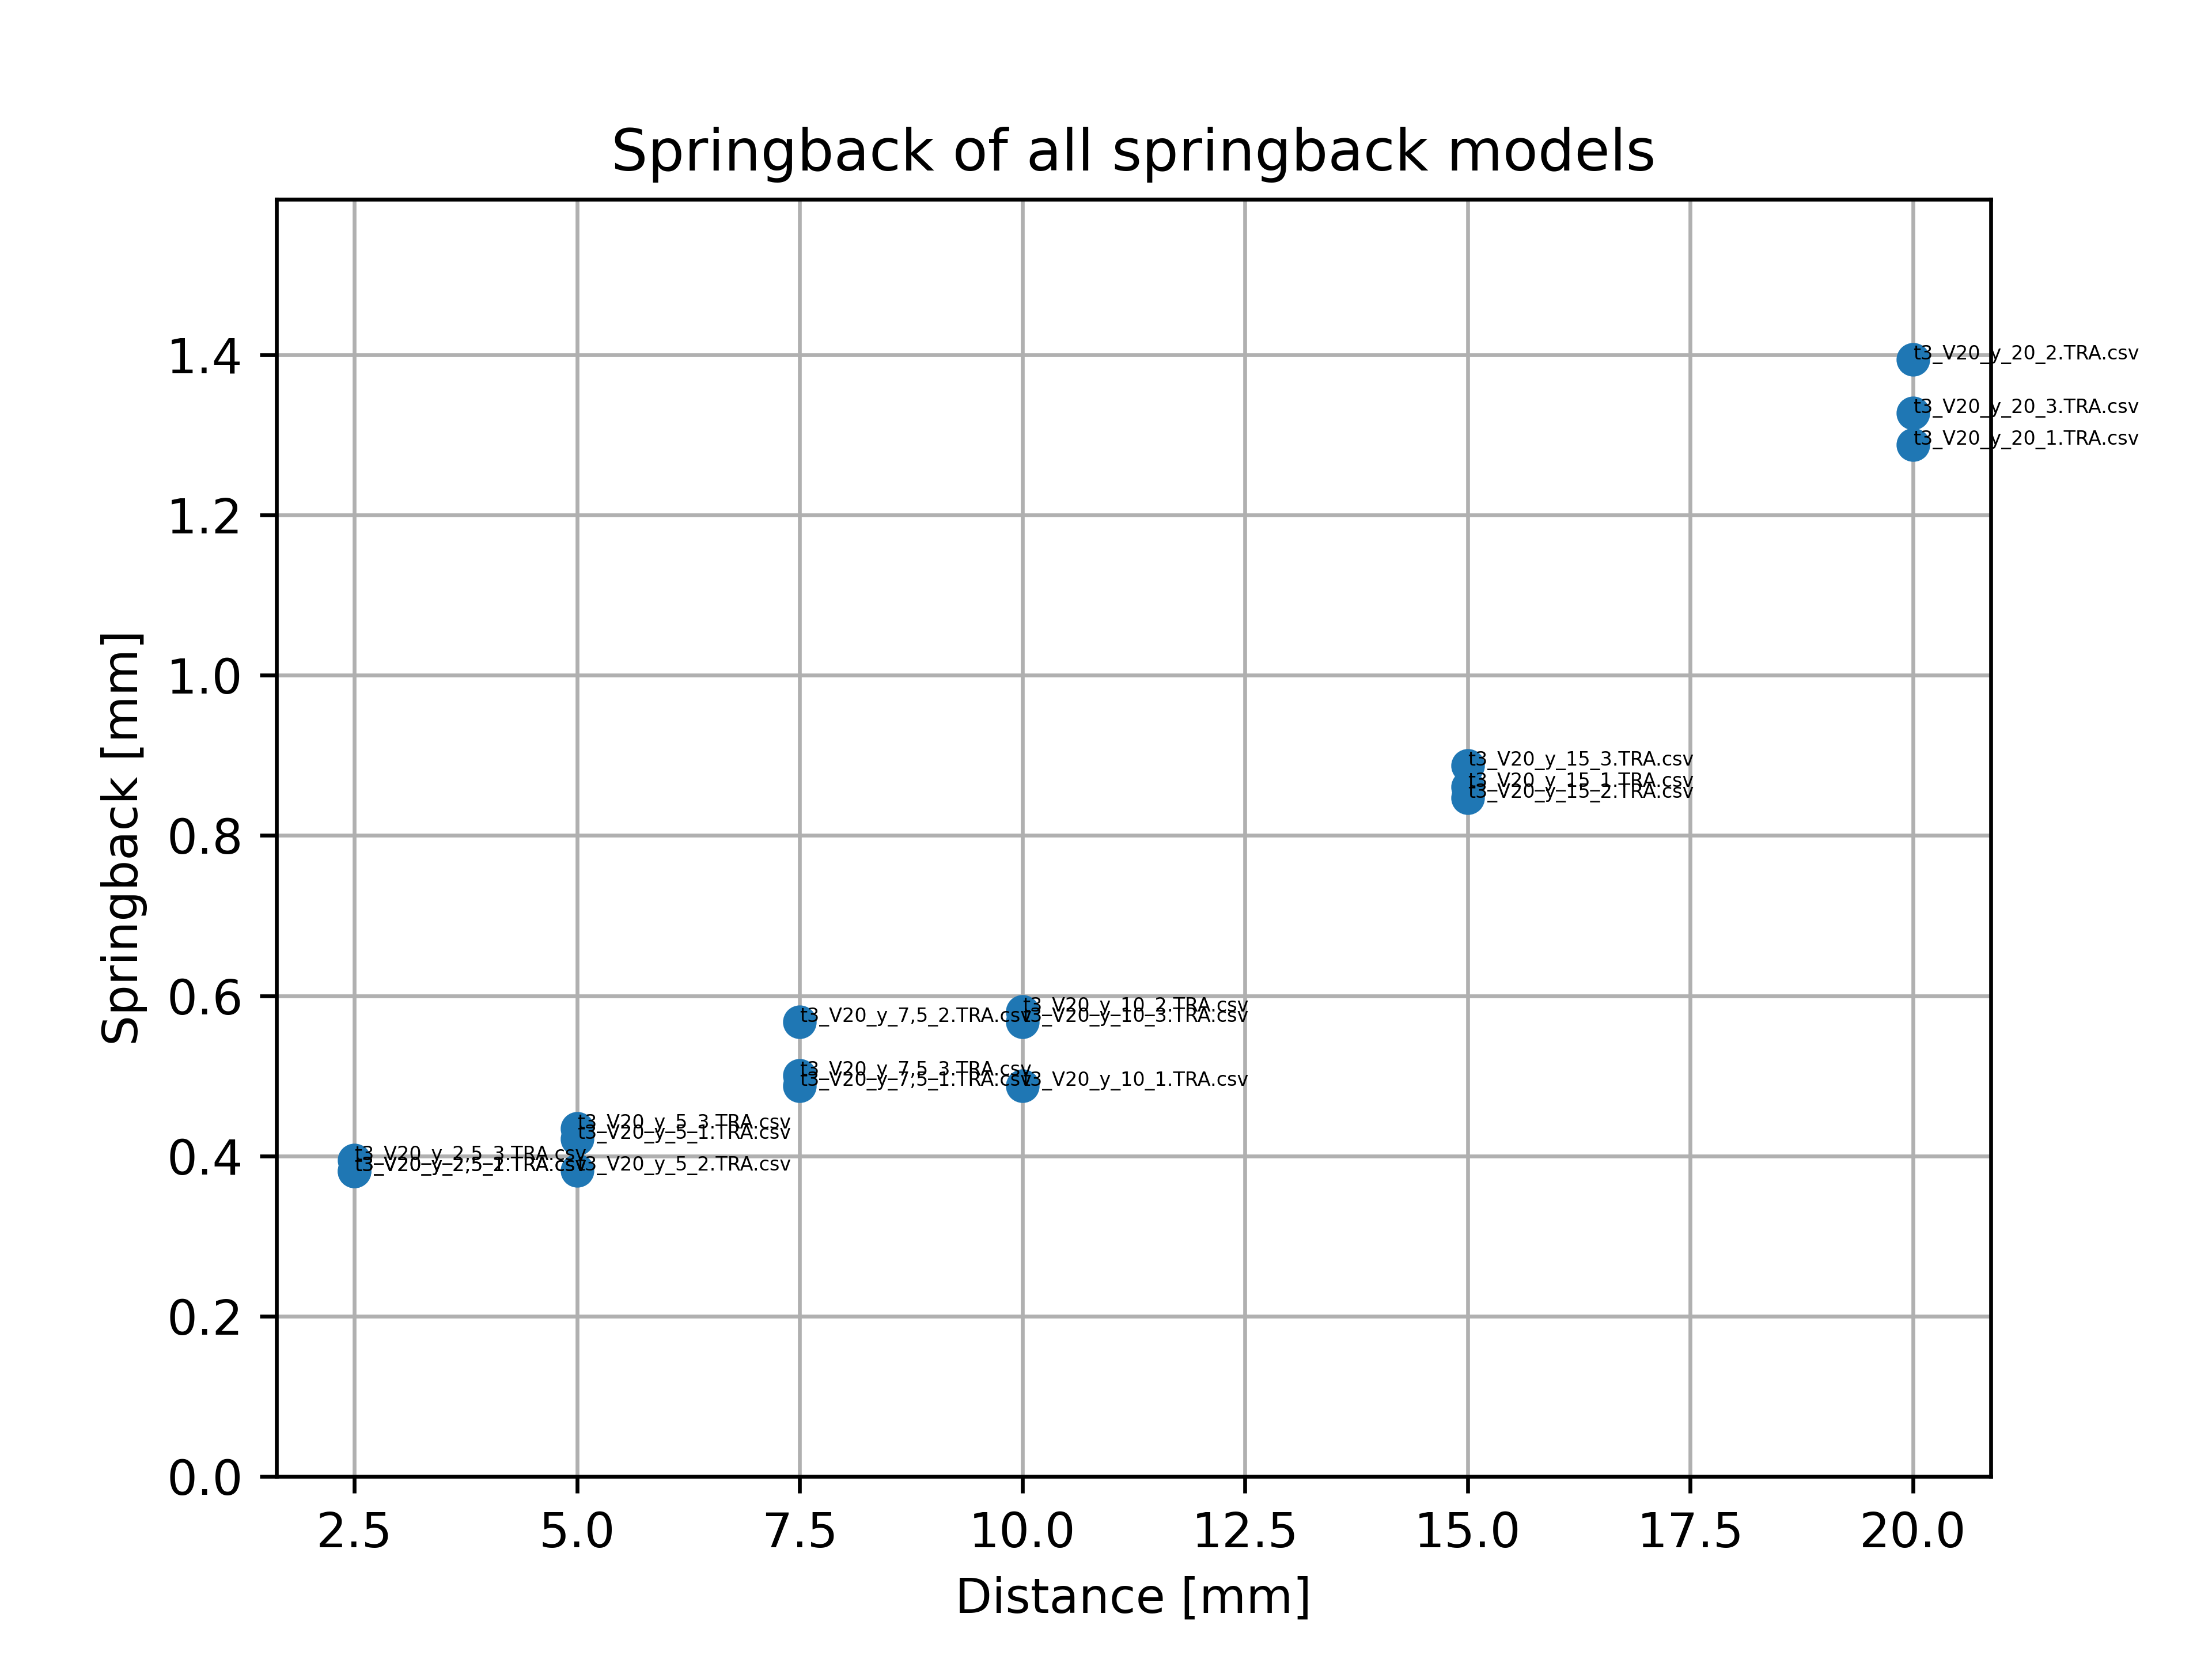 Springback of all springback models
1.4
1.2
1.0
0.8
0.6
0.4
0.2
0.0
Springback [mm]
t3_V20_y_20_2.TRA.csv
t3_V20_y_20_3.TRA.csv
t3_V20_y_20_1.TRA.csv
t3_V20_y_15_3.TRA.csv
t3_V20_y_15_1.TRA.csv
t3_V20_y_15_2.TRA.csv
t3_V20_y_7,5_2.TRA.csv
t3_V20_y_10_2.TRA.csv
t3_V20_y_10_3.TRA.csv
t3_V20_y_7,5_3.TRA.csv
t3_V20_y_7,5_1.TRA.csv
t3_V20_y_10_1.TRA.csv
t3_V20_y_5_3.TRA.csv
t3_V20_y_5_1.TRA.csv
t3_V20_y_2,5_3.TRA.csv
t3_V20_y_5_2.TRA.csv
2.5 5.0 7.5 10.0 12.5 15.0 17.5 20.0
Distance [mm]